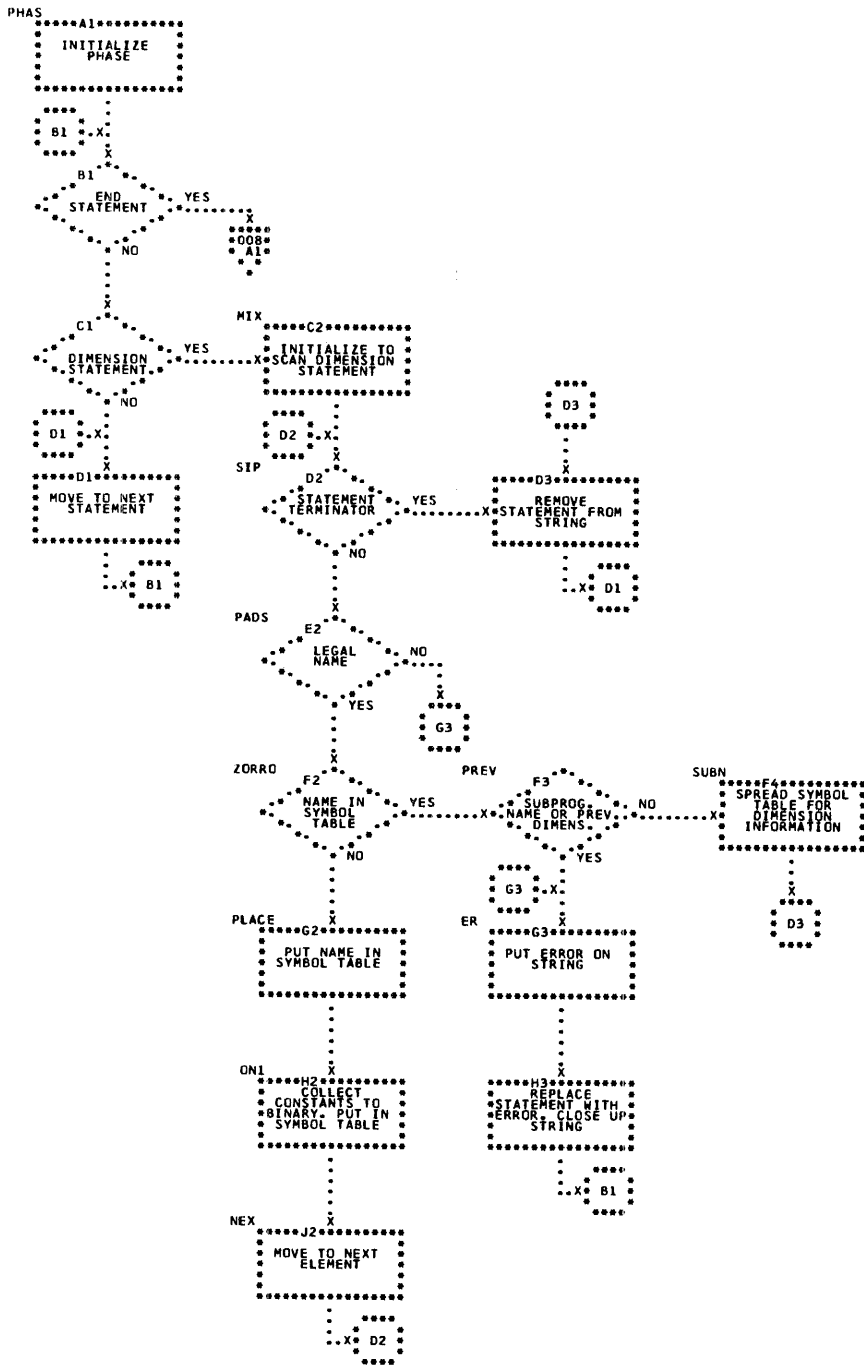 PHAS
A1
INITIALIZE
PHASE
B1
X
X
B1
END
STATEMENT
YES
X
008
A1
NO
X
C1
DIMENSION
STATEMENT
YES
X
MIX
C2
INITIALIZE TO
SCAN DIMENSION
STATEMENT
NO
D1
X
X
D1
MOVE TO NEXT
STATEMENT
X
B1
D2
X
X
SIP
D2
STATEMENT
TERMINATOR
YES
X
D3
X
D3
REMOVE
STATEMENT FROM
STRING
X
D1
NO
X
PADS
E2
LEGAL
NAME
NO
X
G3
YES
X
ZORRO
F2
NAME IN
SYMBOL
TABLE
YES
X
PREV
F3
SUBPROG.
NAME OR PREV
DIMENS.
NO
X
SUBN
F4
SPREAD SYMBOL
TABLE FOR
DIMENSION
INFORMATION
X
D3
NO
X
YES
G3
X
X
PLACE
G2
PUT NAME IN
SYMBOL TABLE
ER
G3
PUT ERROR ON
STRING
X
X
ON1
H2
COLLECT
CONSTANTS TO
BINARY. PUT IN
SYMBOL TABLE
H3
REPLACE
STATEMENT WITH
ERROR. CLOSE UP
STRING
X
B1
X
NEX
J2
MOVE TO NEXT
ELEMENT
X
D2